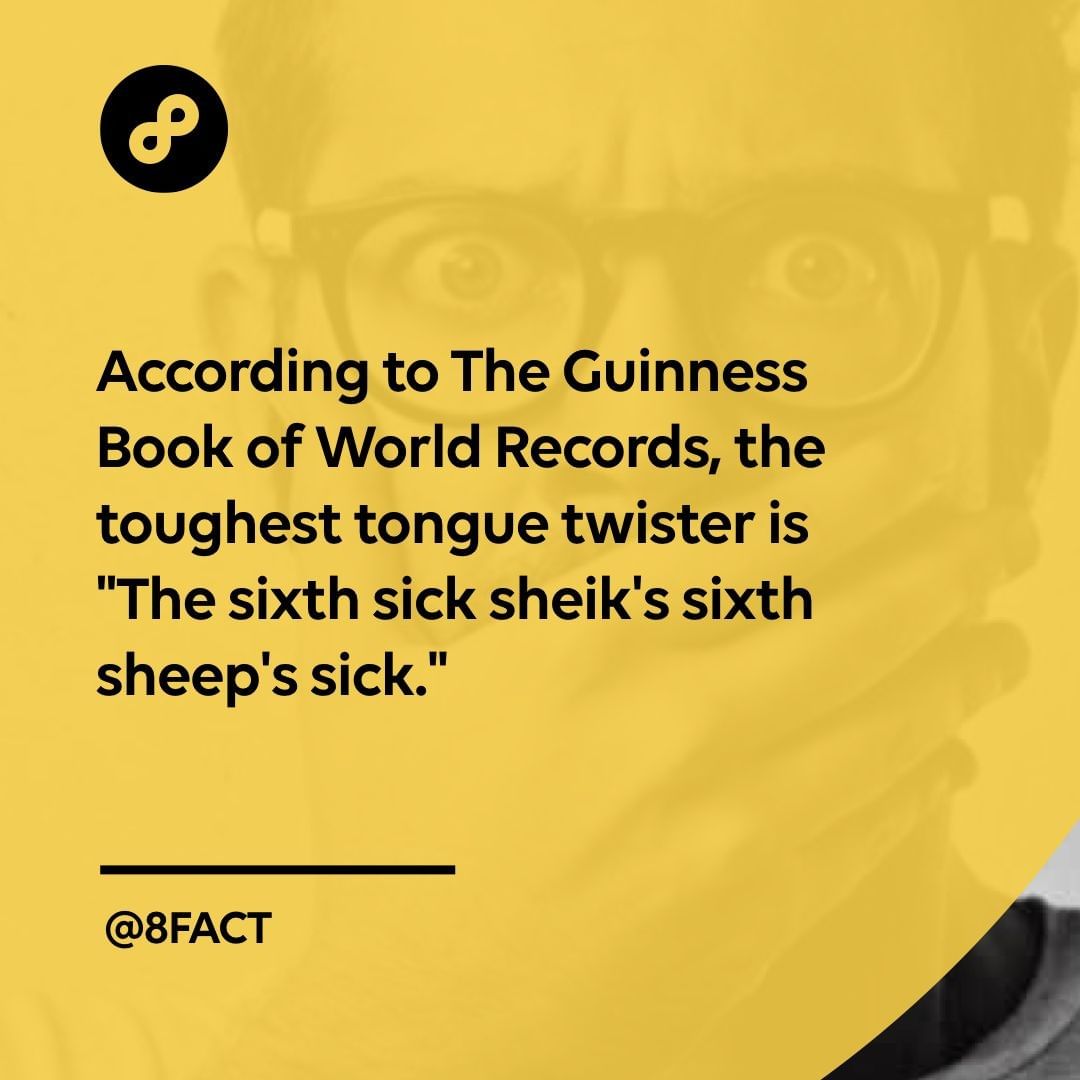 According to The Guinness
Book of World Records, the
toughest tongue twister is
"The sixth sick sheik's sixth
sheep's sick."
@8FACT